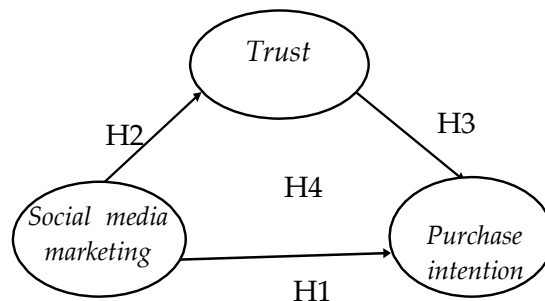 Trust
H2
H3
H4
Social media
marketing
Purchase
intention
H1